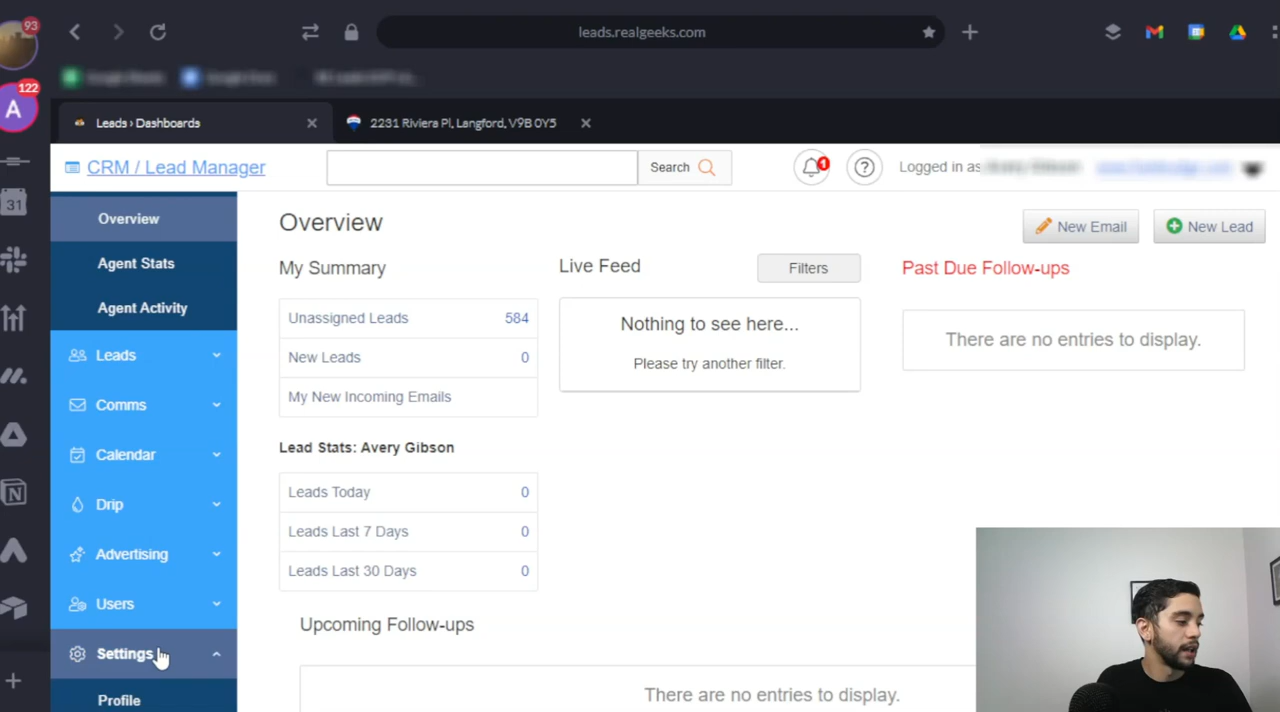 93
leads.realgeeks.com
A
122
Leads › Dashboards
2231 Riviera Pl, Langford, V9B 0Y5
31
CRM / Lead Manager
Search
1
Logged in as
Overview
Agent Stats
Agent Activity
Leads
Comms
Calendar
Drip
Advertising
Users
Settings
Profile
Overview
New Email
New Lead
My Summary
Unassigned Leads 584
New Leads 0
My New Incoming Emails
Lead Stats: Avery Gibson
Leads Today 0
Leads Last 7 Days 0
Leads Last 30 Days 0
Upcoming Follow-ups
There are no entries to display.
Live Feed
Filters
Nothing to see here...
Please try another filter.
Past Due Follow-ups
There are no entries to display.